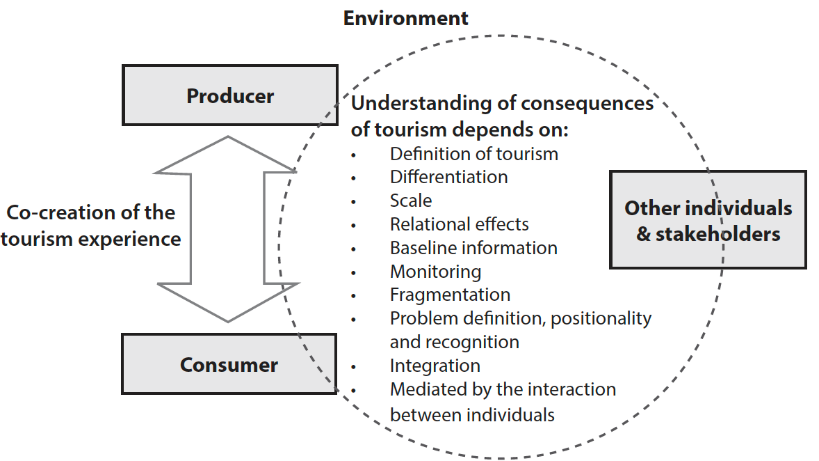 Environment
Producer
Understanding of consequences
of tourism depends on:
• Definition of tourism
• Differentiation
• Scale
• Relational effects
• Baseline information
• Monitoring
• Fragmentation
• Problem definition, positionality
and recognition
• Integration
• Mediated by the interaction
between individuals
Co-creation of the
tourism experience
Other individuals
& stakeholders
Consumer